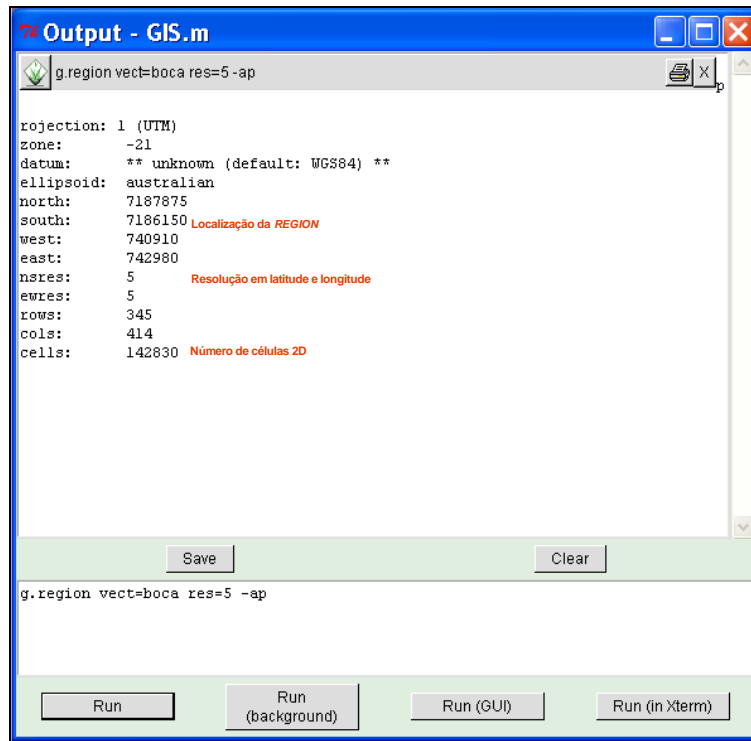 Output - GIS.m
g.region vect=boca res=5 -ap
X
p
rojection: 1 (UTM)
zone: -21
datum: ** unknown (default: WGS84) **
ellipsoid: australian
north: 7187875
south: 7186150 Localização da REGION
west: 740910
east: 742980
nsres: 5 Resolução em latitude e longitude
ewres: 5
rows: 345
cols: 414
cells: 142830 Número de células 2D
Save Clear
g.region vect=boca res=5 -ap
Run Run (background) Run (GUI) Run (in Xterm)